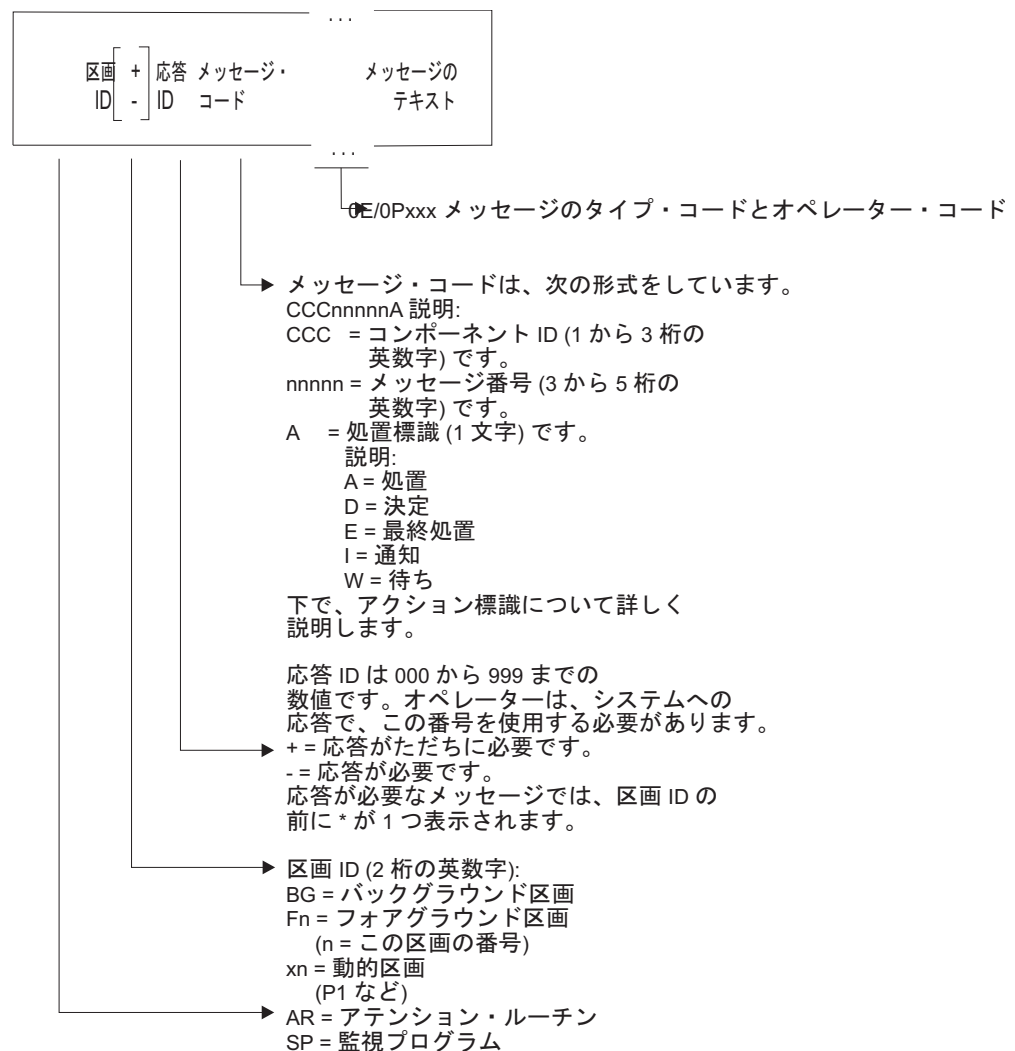 ...
区画 + 応答 メッセージ・ メッセージの
ID - ID コード テキスト
...
0E/0Pxxx メッセージのタイプ・コードとオペレーター・コード
メッセージ・コードは、次の形式をしています。
CCCnnnnnA 説明:
CCC = コンポーネント ID (1 から 3 桁の
英数字) です。
nnnnn = メッセージ番号 (3 から 5 桁の
英数字) です。
A = 処置標識 (1 文字) です。
説明:
A = 処置
D = 決定
E = 最終処置
I = 通知
W = 待ち
下で、アクション標識について詳しく
説明します。
応答 ID は 000 から 999 までの
数値です。オペレーターは、システムへの
応答で、この番号を使用する必要があります。
+ = 応答がただちに必要です。
- = 応答が必要です。
応答が必要なメッセージでは、区画 ID の
前に * が 1 つ表示されます。
区画 ID (2 桁の英数字):
BG = バックグラウンド区画
Fn = フォアグラウンド区画
(n = この区画の番号)
xn = 動的区画
(P1 など)
AR = アテンション・ルーチン
SP = 監視プログラム